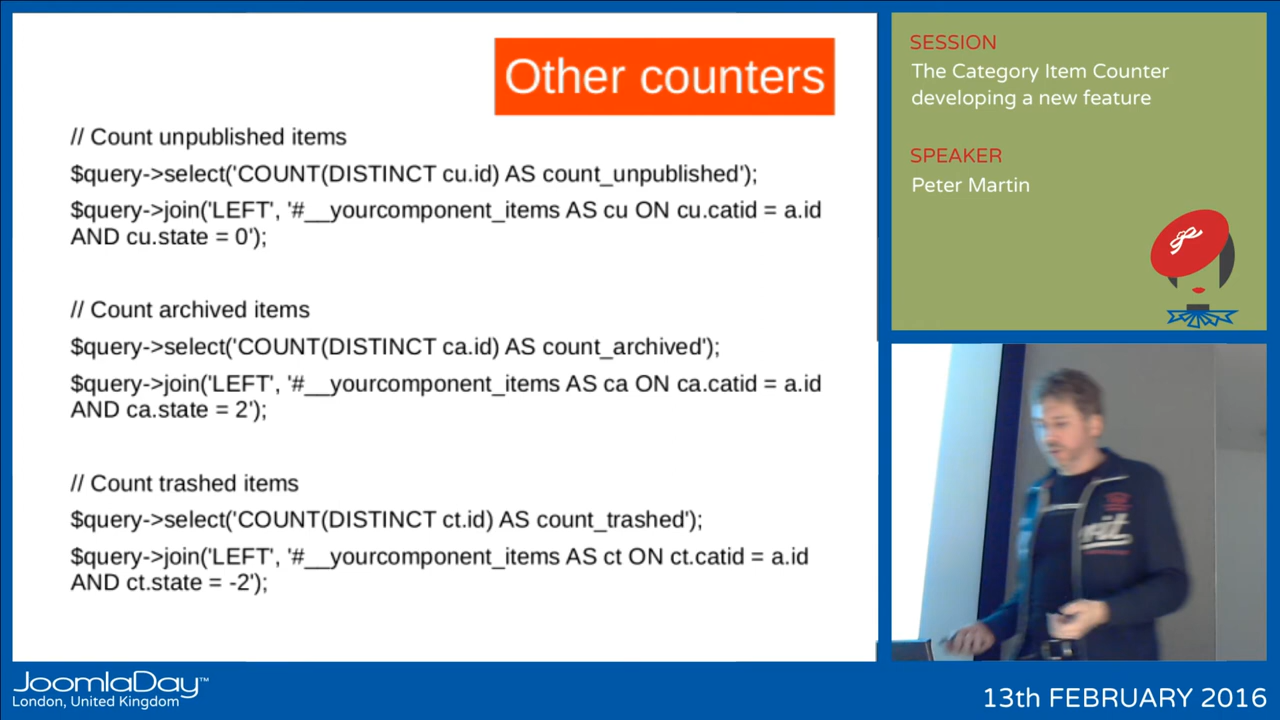 Other counters
// Count unpublished items
$query->select('COUNT(DISTINCT cu.id) AS count_unpublished');
$query->join('LEFT', '#__yourcomponent_items AS cu ON cu.catid = a.id
AND cu.state = 0');
// Count archived items
$query->select('COUNT(DISTINCT ca.id) AS count_archived');
$query->join('LEFT', '#__yourcomponent_items AS ca ON ca.catid = a.id
AND ca.state = 2');
// Count trashed items
$query->select('COUNT(DISTINCT ct.id) AS count_trashed');
$query->join('LEFT', '#__yourcomponent_items AS ct ON ct.catid = a.id
AND ct.state = -2');
SESSION
The Category Item Counter
developing a new feature
SPEAKER
Peter Martin
JoomlaDay™
London, United Kingdom
13th FEBRUARY 2016